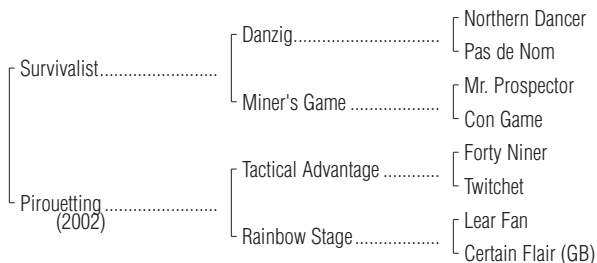 Northern Dancer
Danzig..............................
Pas de Nom
Survivalist.........................
Mr. Prospector
Miner's Game ...................
Con Game
Forty Niner
Tactical Advantage ............
Twitchet
Pirouetting ........................
(2002)
Lear Fan
Rainbow Stage..................
Certain Flair (GB)